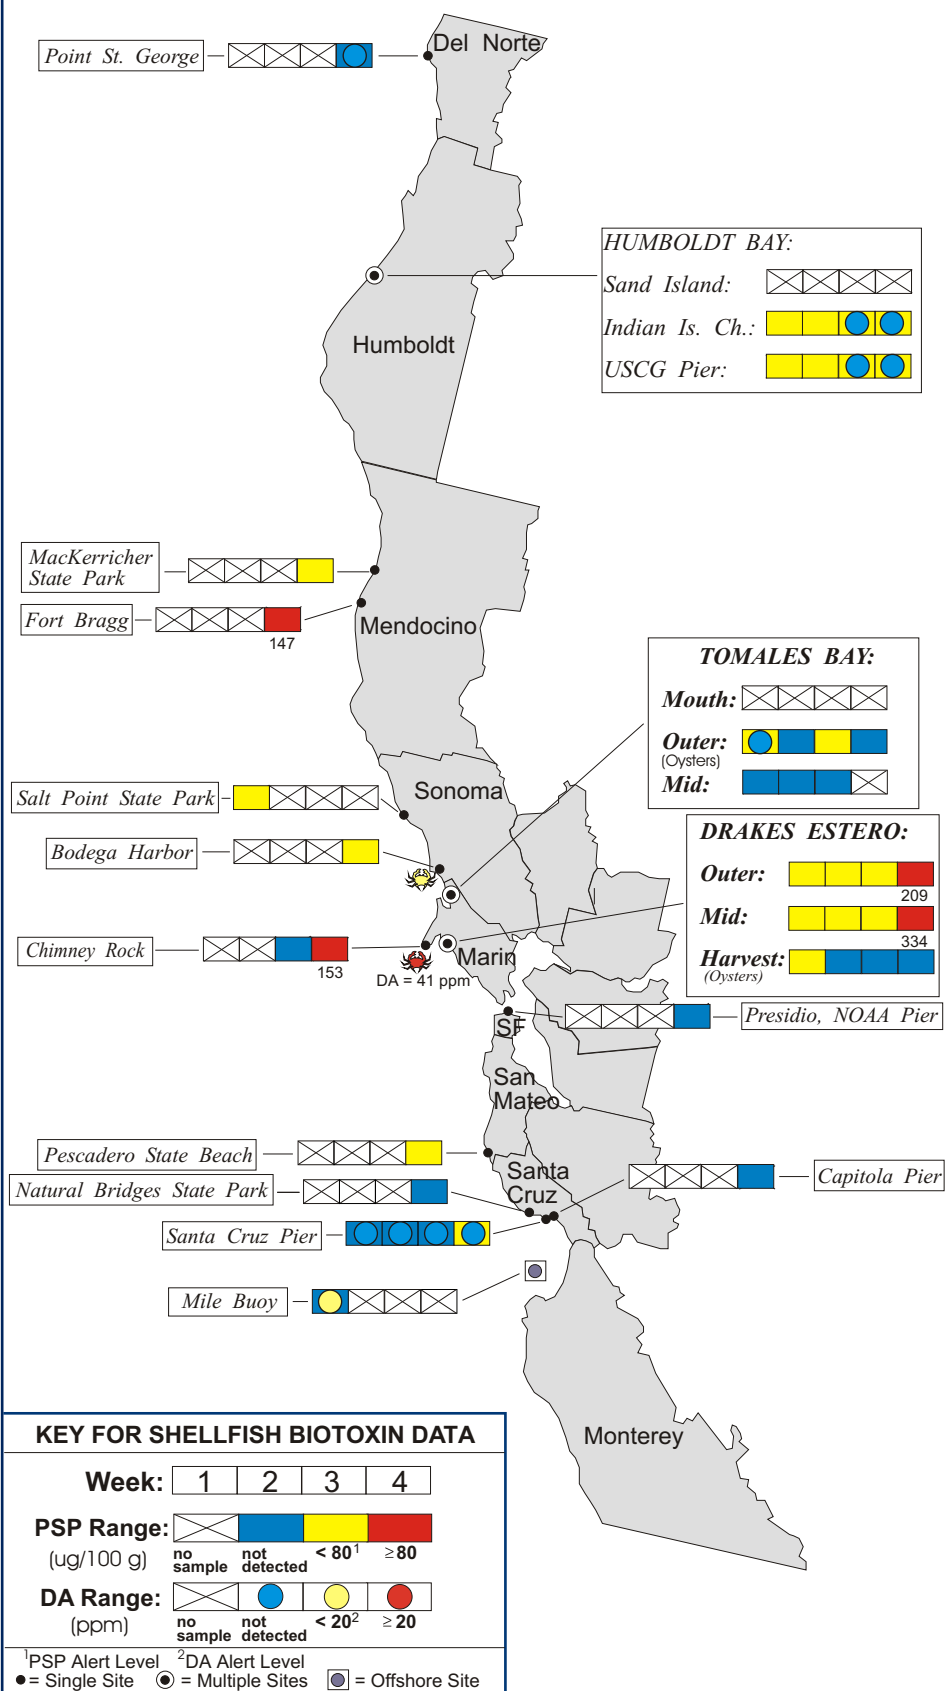 Del Norte
Point St. George
HUMBOLDT BAY:
Sand Island:
Indian Is. Ch.:
USCG Pier:
Humboldt
MacKerricher
State Park
Fort Bragg
147
Mendocino
TOMALES BAY:
Mouth:
Outer:
(Oysters)
Mid:
Salt Point State Park
Sonoma
Bodega Harbor
DRAKES ESTERO:
Outer:
209
Mid:
334
Harvest:
(Oysters)
Chimney Rock
153
Marin
DA = 41 ppm
Presidio, NOAA Pier
SF
San
Mateo
Pescadero State Beach
Santa
Cruz
Capitola Pier
Natural Bridges State Park
Santa Cruz Pier
Mile Buoy
Monterey
KEY FOR SHELLFISH BIOTOXIN DATA
Week: 1 2 3 4
PSP Range:
(ug/100 g)
no sample not detected < 80¹ ≥80
DA Range:
(ppm)
no sample not detected < 20² ≥ 20
¹PSP Alert Level ²DA Alert Level
= Single Site = Multiple Sites = Offshore Site